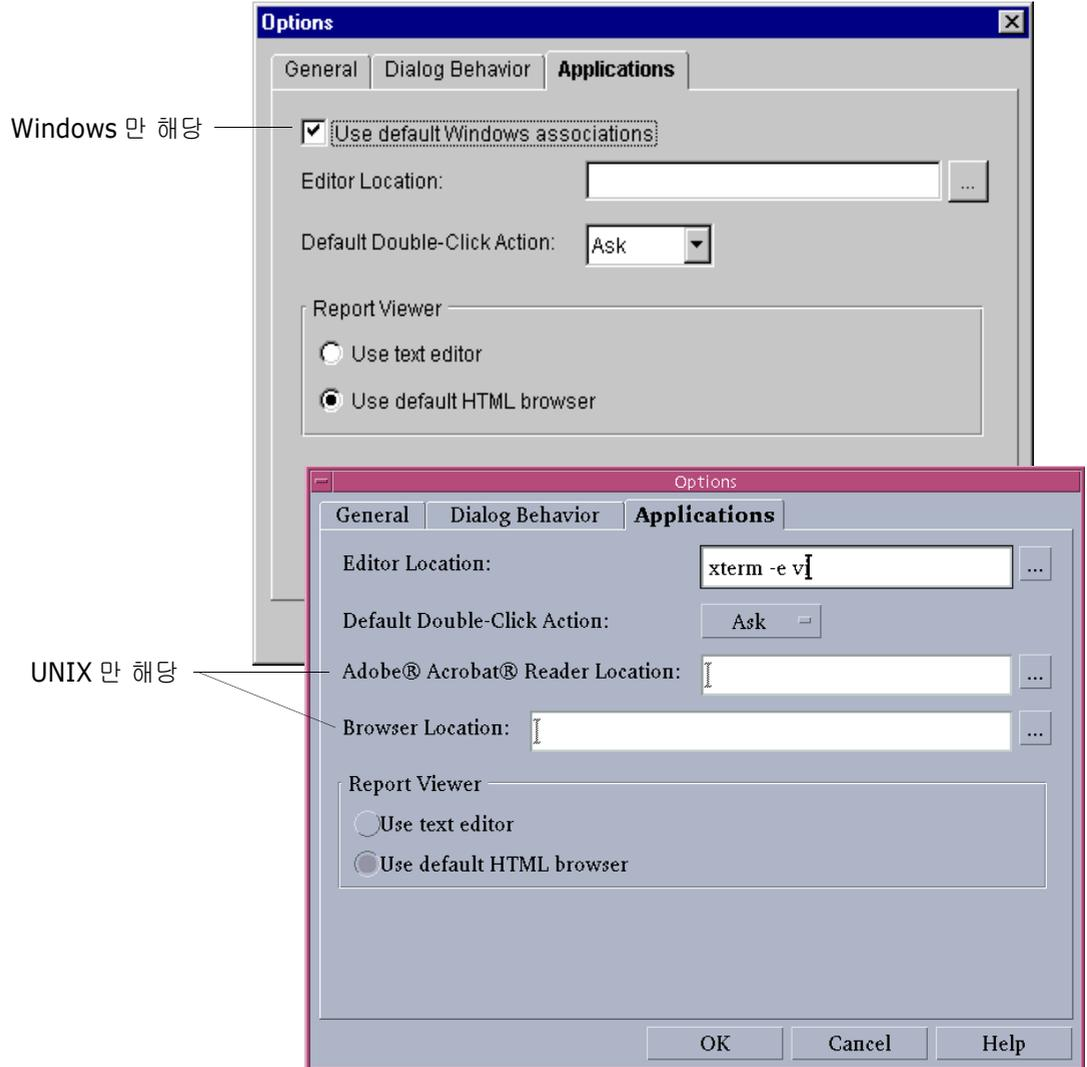 Options
General Dialog Behavior Applications
Windows 만 해당
Use default Windows associations
Editor Location: ...
Default Double-Click Action: Ask
Report Viewer
Use text editor
Use default HTML browser
Options
General Dialog Behavior Applications
Editor Location: xterm -e vi ...
Default Double-Click Action: Ask
UNIX 만 해당
Adobe® Acrobat® Reader Location: ...
Browser Location: ...
Report Viewer
Use text editor
Use default HTML browser
OK Cancel Help